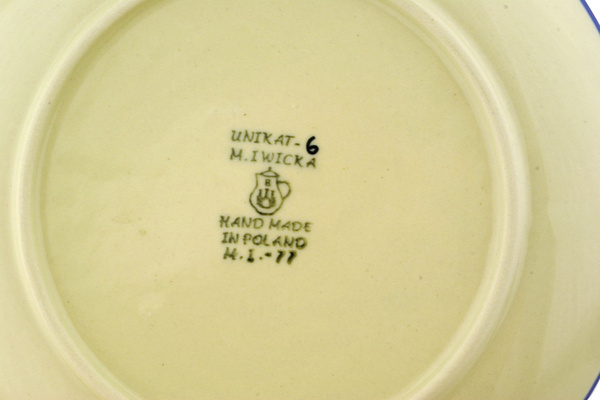 UNIKAT-6
M.IWICKA
B
HAND MADE
IN POLAND
M.I.-77